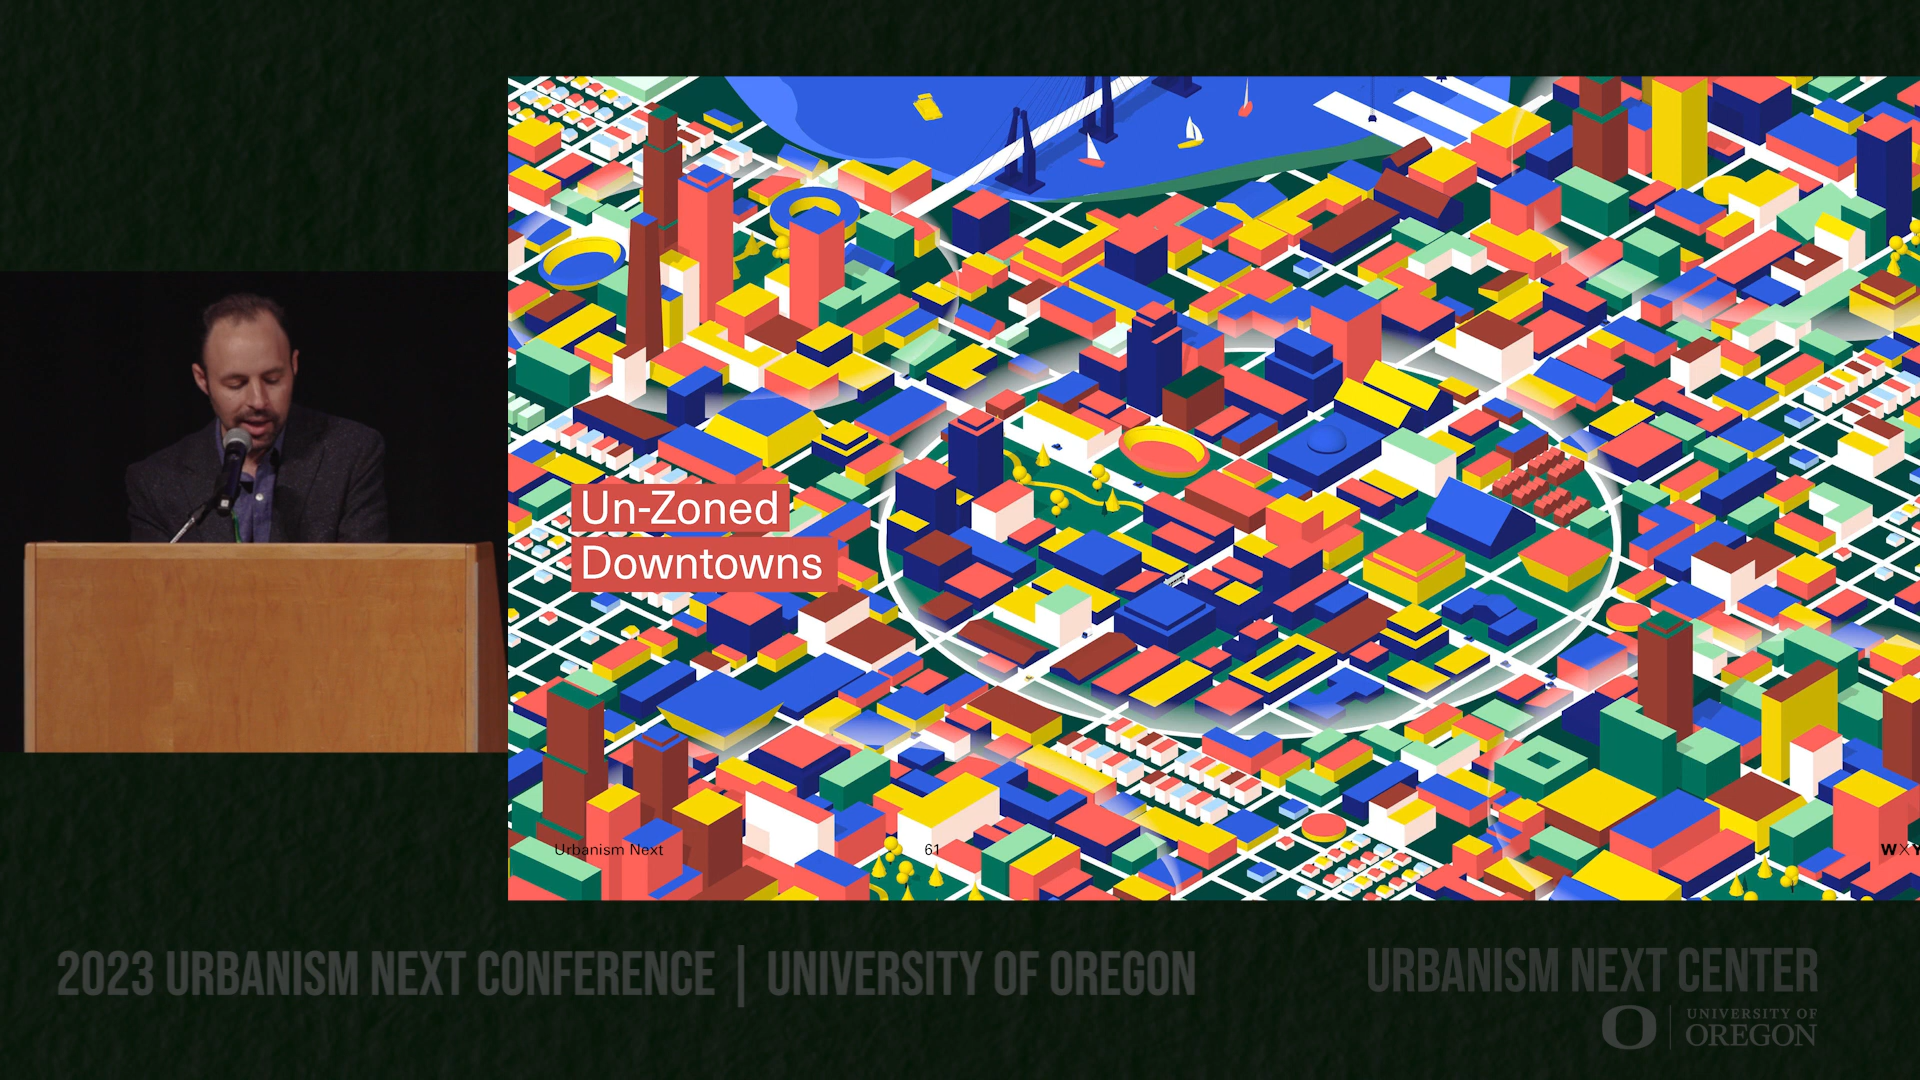 Un-Zoned
Downtowns
Urbanism Next
61
WXY
2023 URBANISM NEXT CONFERENCE | UNIVERSITY OF OREGON
URBANISM NEXT CENTER
O
UNIVERSITY OF
OREGON